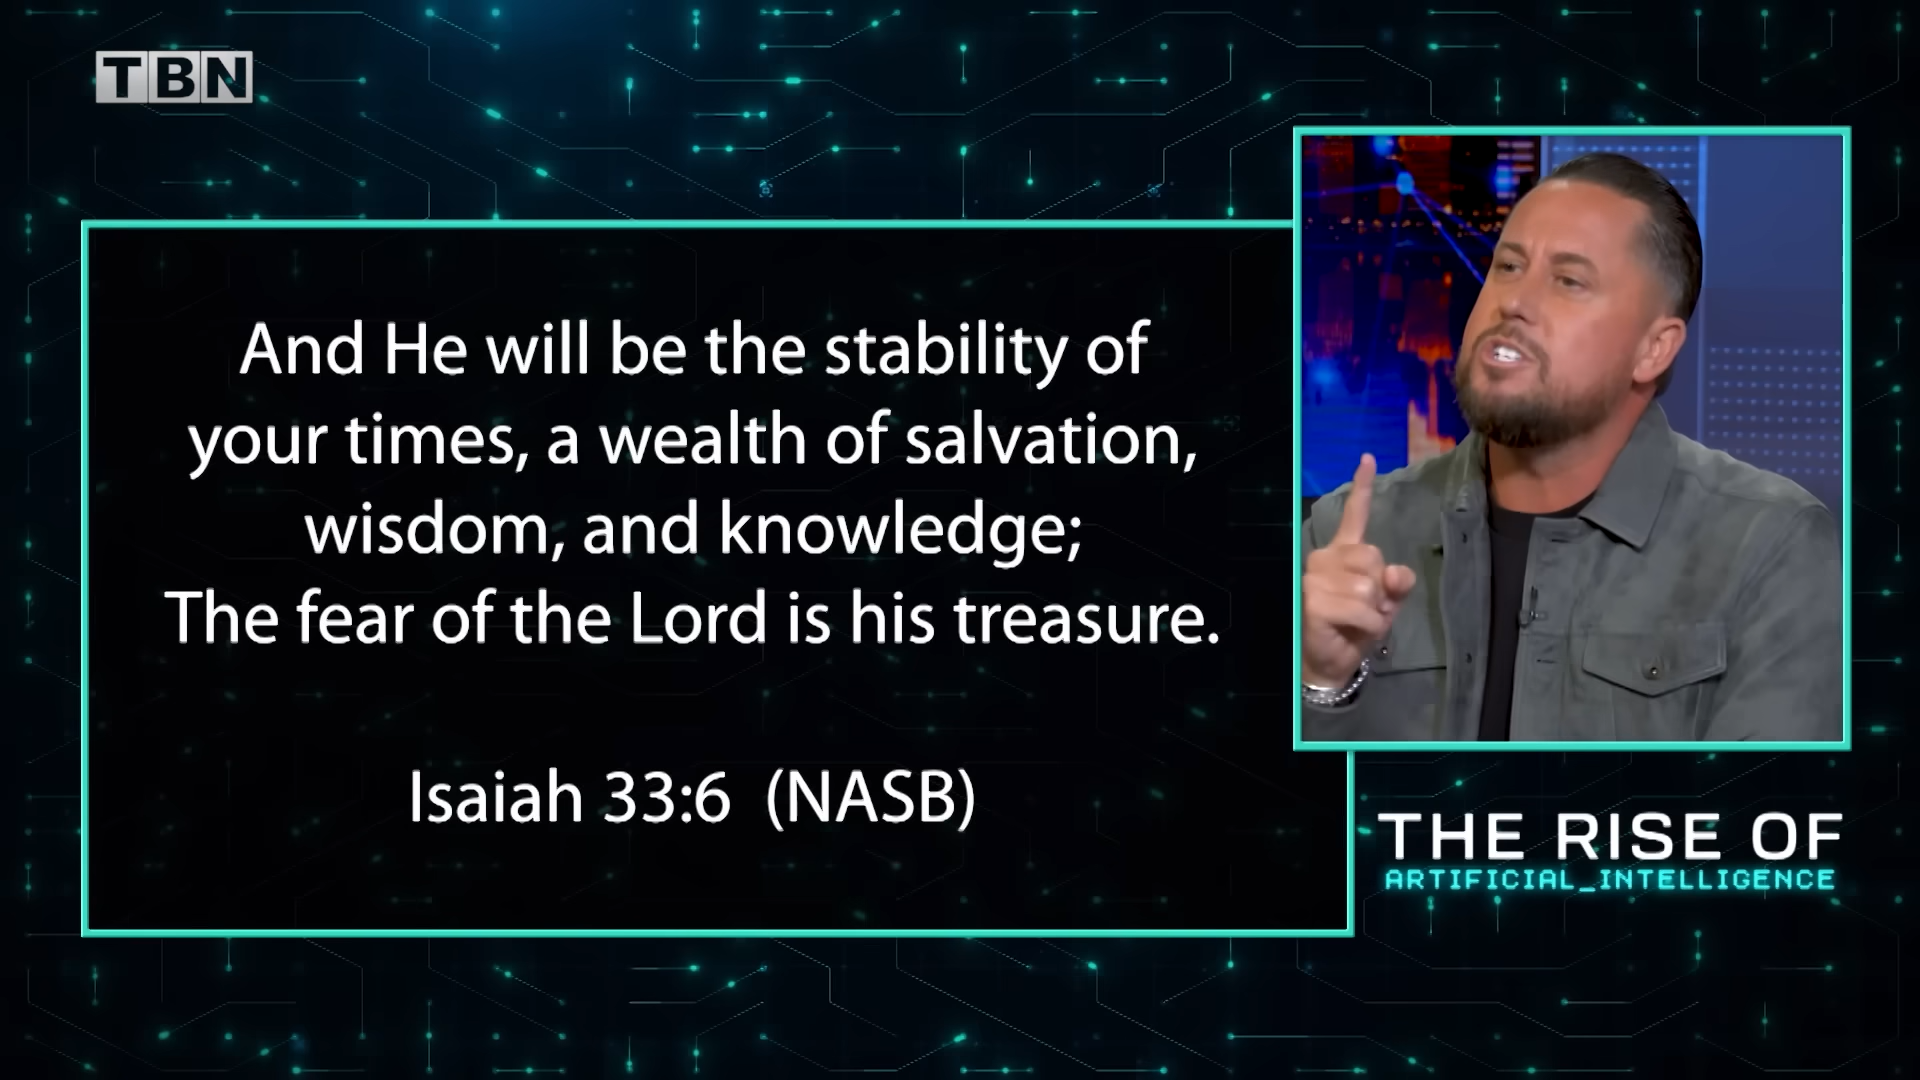 TBN
And He will be the stability of
your times, a wealth of salvation,
wisdom, and knowledge;
The fear of the Lord is his treasure.
Isaiah 33:6 (NASB)
THE RISE OF
ARTIFICIAL_INTELLIGENCE